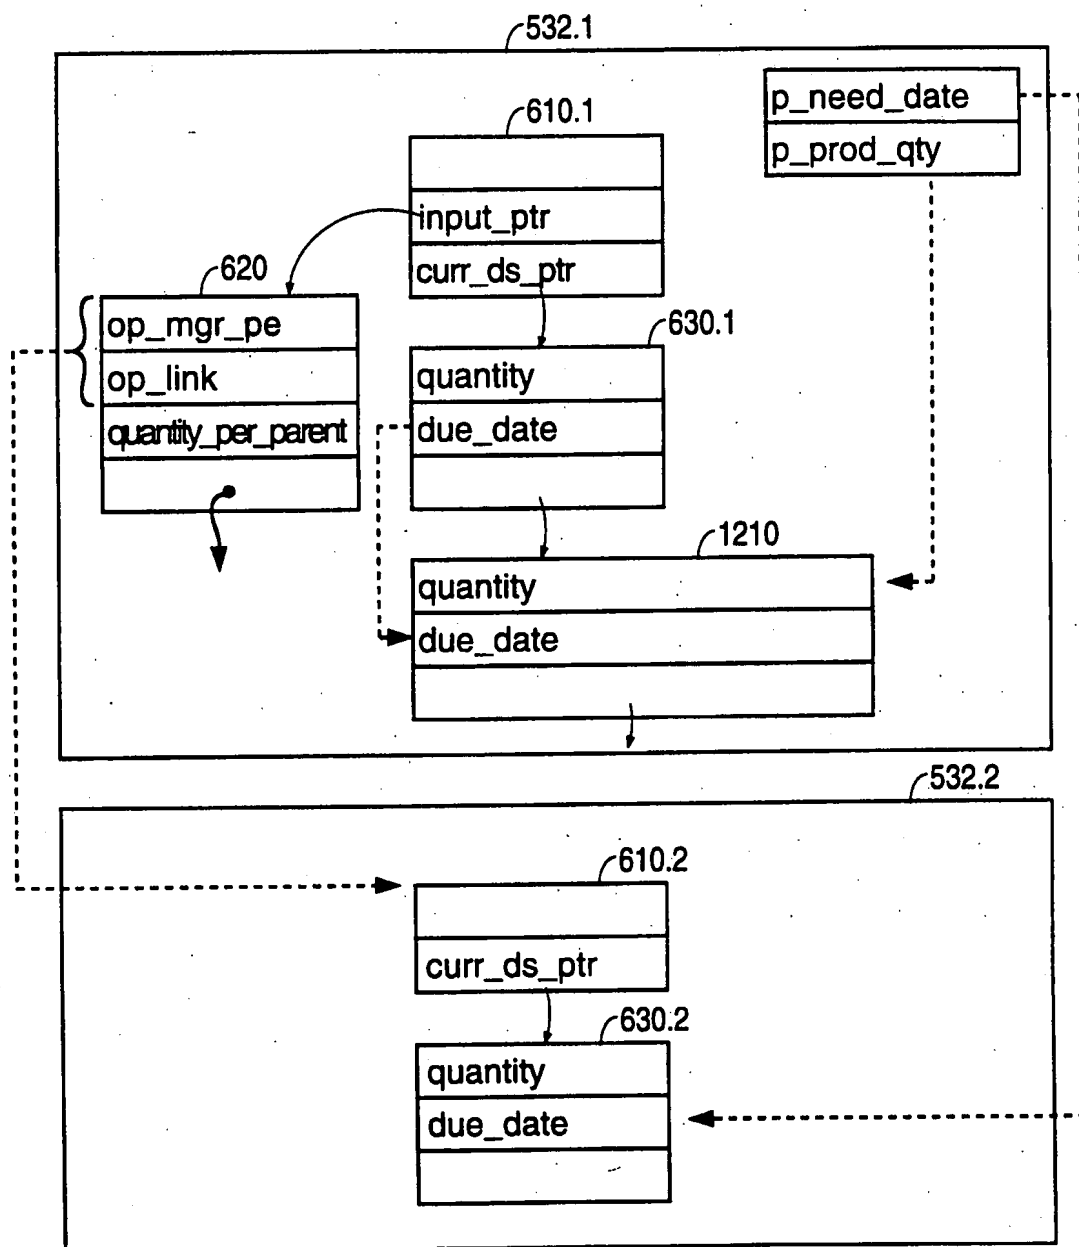 532.1
p_need_date
p_prod_qty
610.1
input_ptr
curr_ds_ptr
620
op_mgr_pe
op_link
quantity_per_parent
630.1
quantity
due_date
1210
quantity
due_date
532.2
610.2
curr_ds_ptr
630.2
quantity
due_date